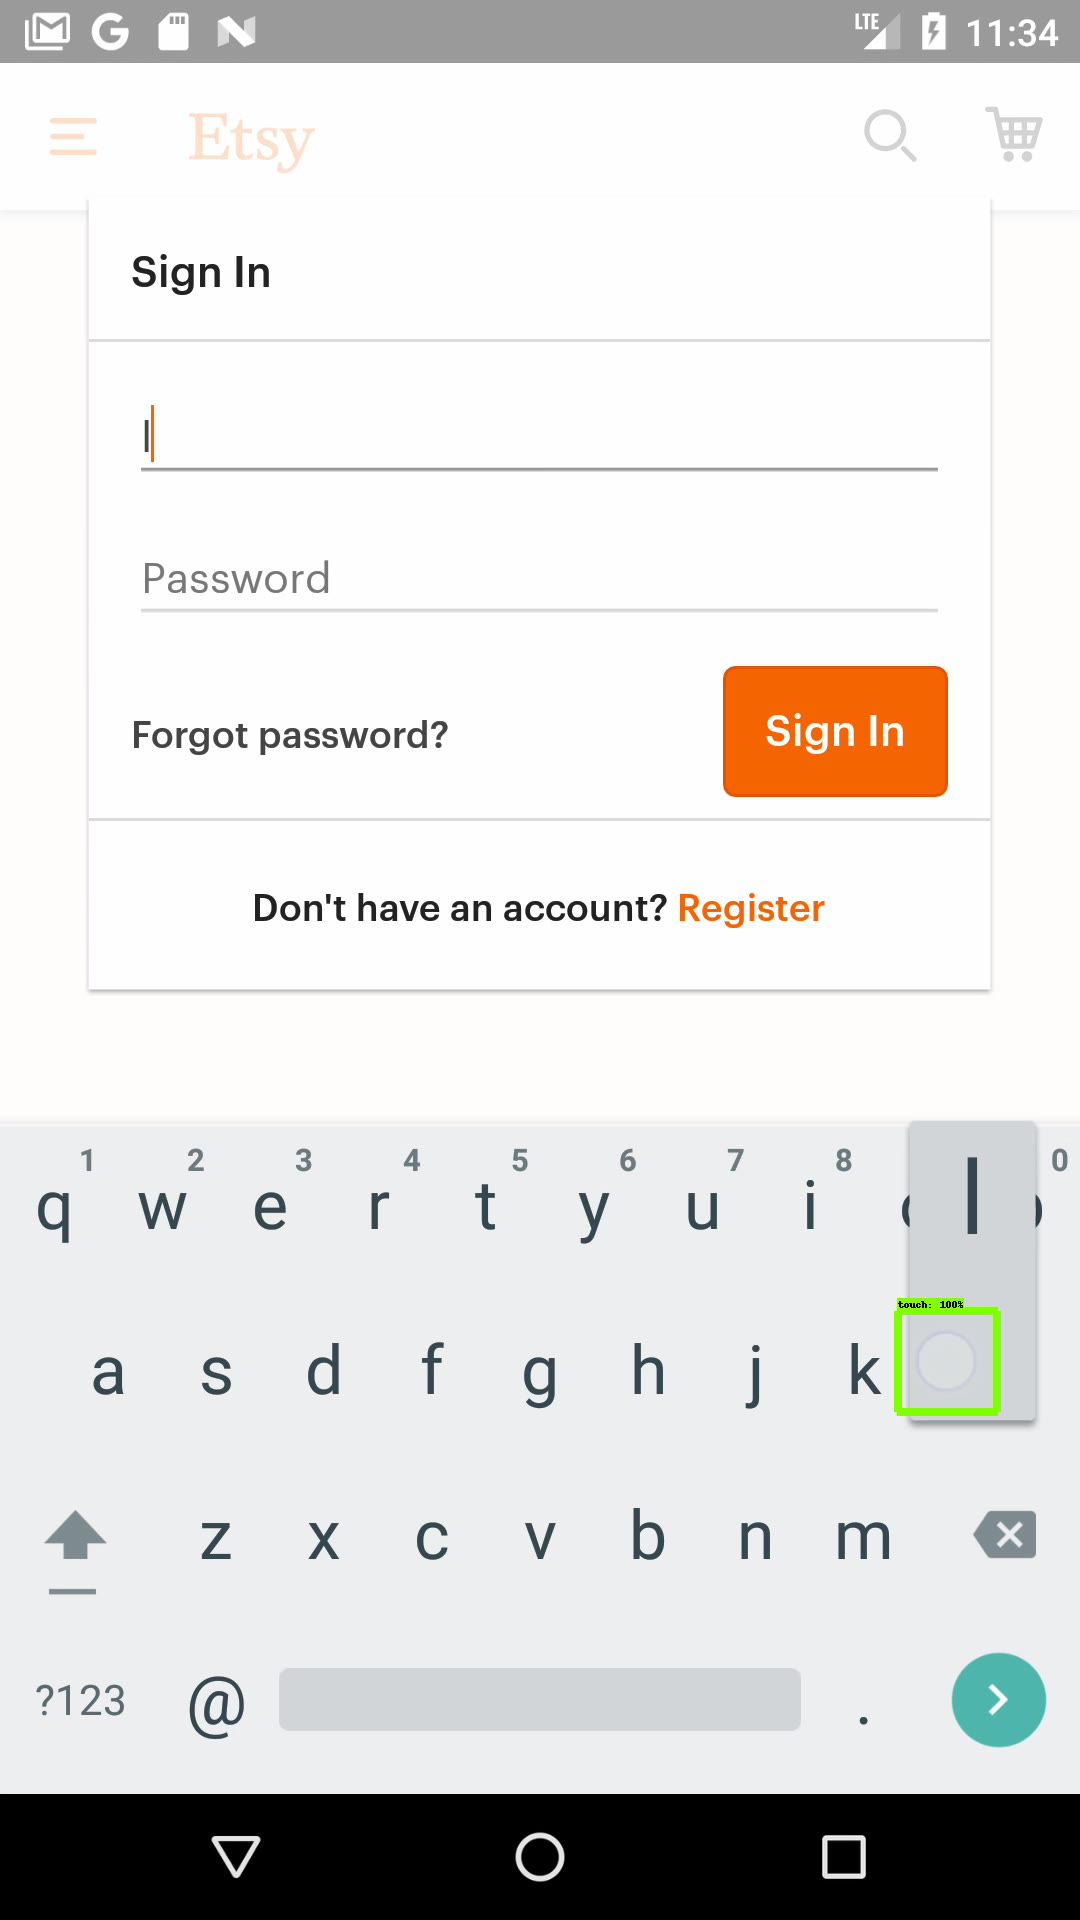 LTE 11:34
Etsy
Sign In
l
Password
Forgot password? Sign In
Don't have an account? Register
1 2 3 4 5 6 7 8 0
q w e r t y u i l
touch: 100%
a s d f g h j k
z x c v b n m
?123 @ .